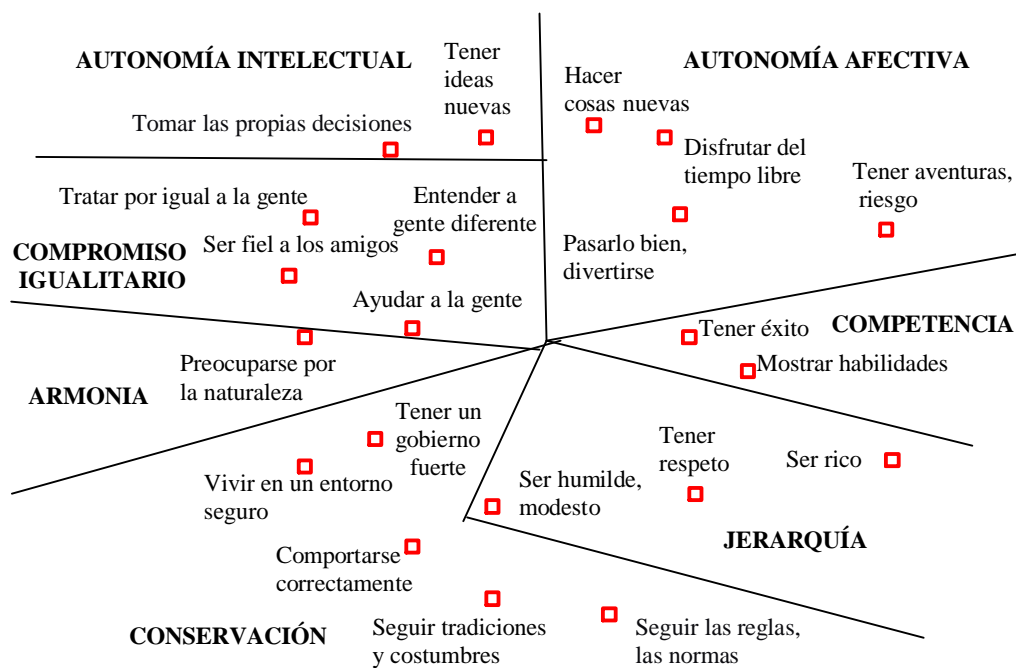 AUTONOMÍA INTELECTUAL
Tener
ideas
nuevas
Tomar las propias decisiones
Hacer
cosas nuevas
AUTONOMÍA AFECTIVA
Disfrutar del
tiempo libre
Tener aventuras,
riesgo
Pasarlo bien,
divertirse
Tratar por igual a la gente
Entender a
gente diferente
Ser fiel a los amigos
COMPROMISO
IGUALITARIO
Ayudar a la gente
Tener éxito
COMPETENCIA
Mostrar habilidades
Preocuparse por
la naturaleza
ARMONIA
Tener un
gobierno
fuerte
Vivir en un entorno
seguro
Ser humilde,
modesto
Tener
respeto
Ser rico
JERARQUÍA
Comportarse
correctamente
CONSERVACIÓN
Seguir tradiciones
y costumbres
Seguir las reglas,
las normas